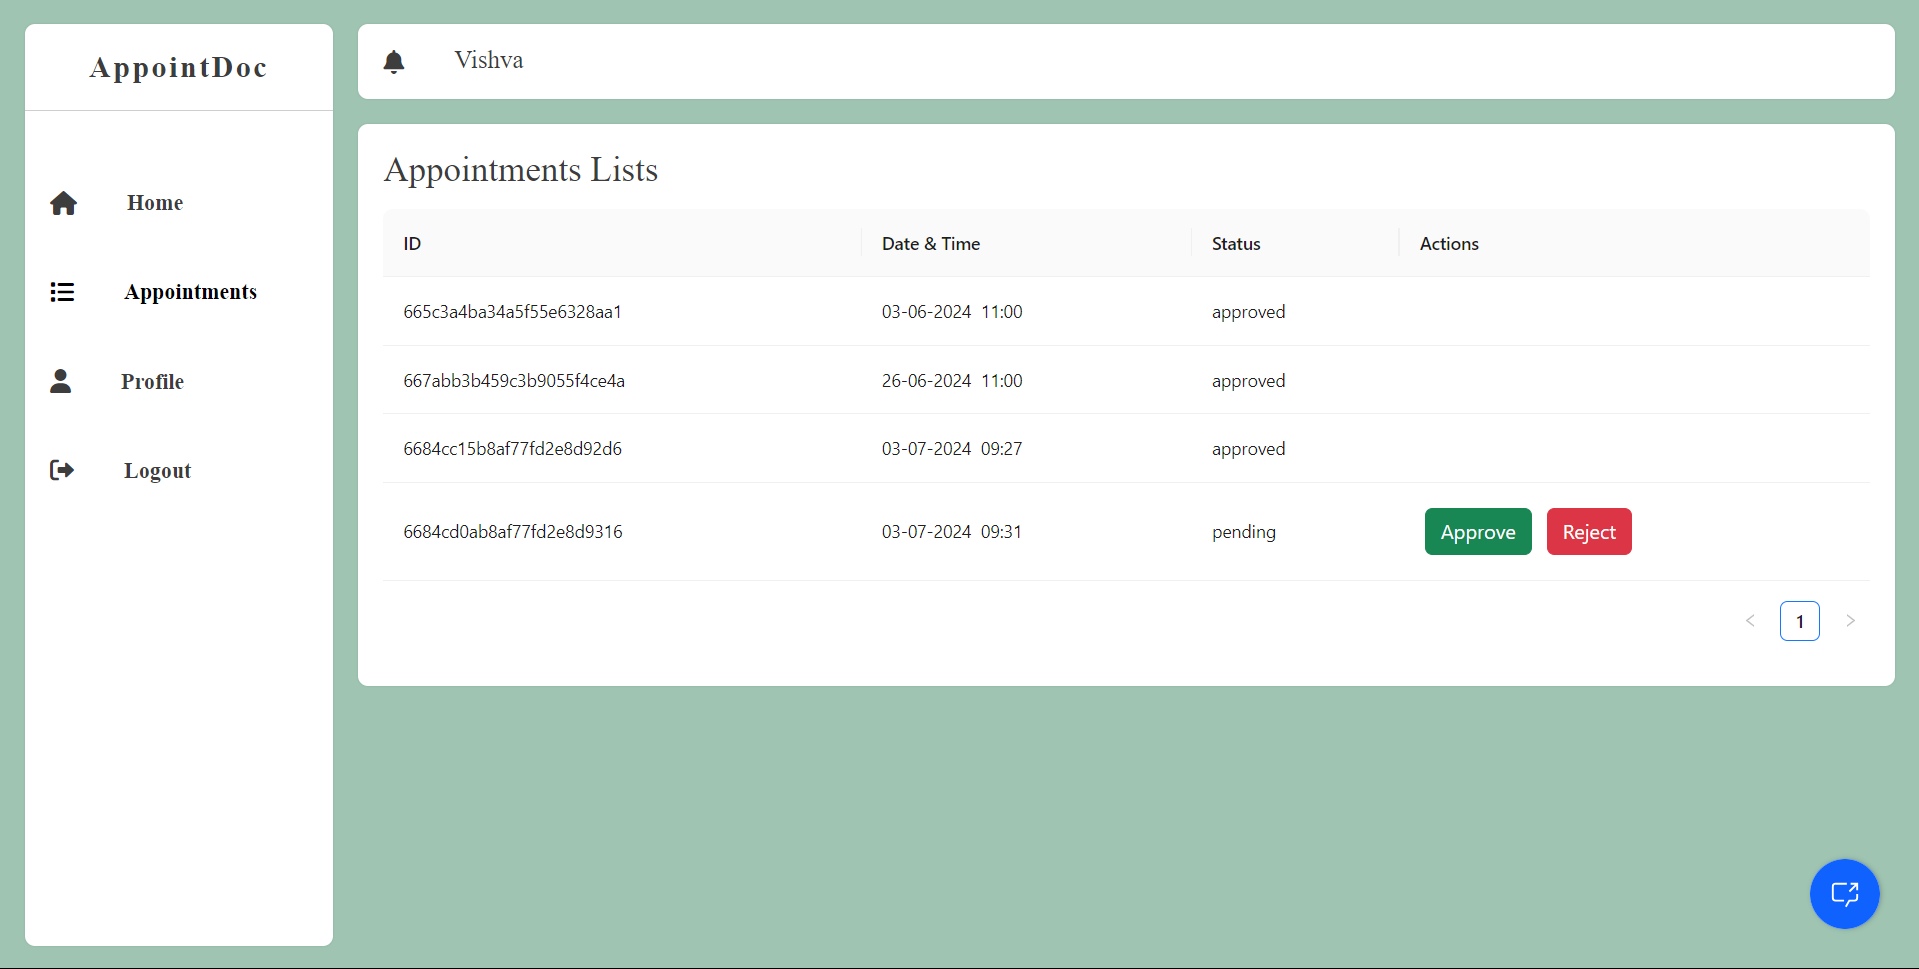 AppointDoc
Home
Appointments
Profile
Logout
Vishva
Appointments Lists
ID Date & Time Status Actions
665c3a4ba34a5f55e6328aa1 03-06-2024 11:00 approved
667abb3b459c3b9055f4ce4a 26-06-2024 11:00 approved
6684cc15b8af77fd2e8d92d6 03-07-2024 09:27 approved
6684cd0ab8af77fd2e8d9316 03-07-2024 09:31 pending Approve Reject
< 1 >